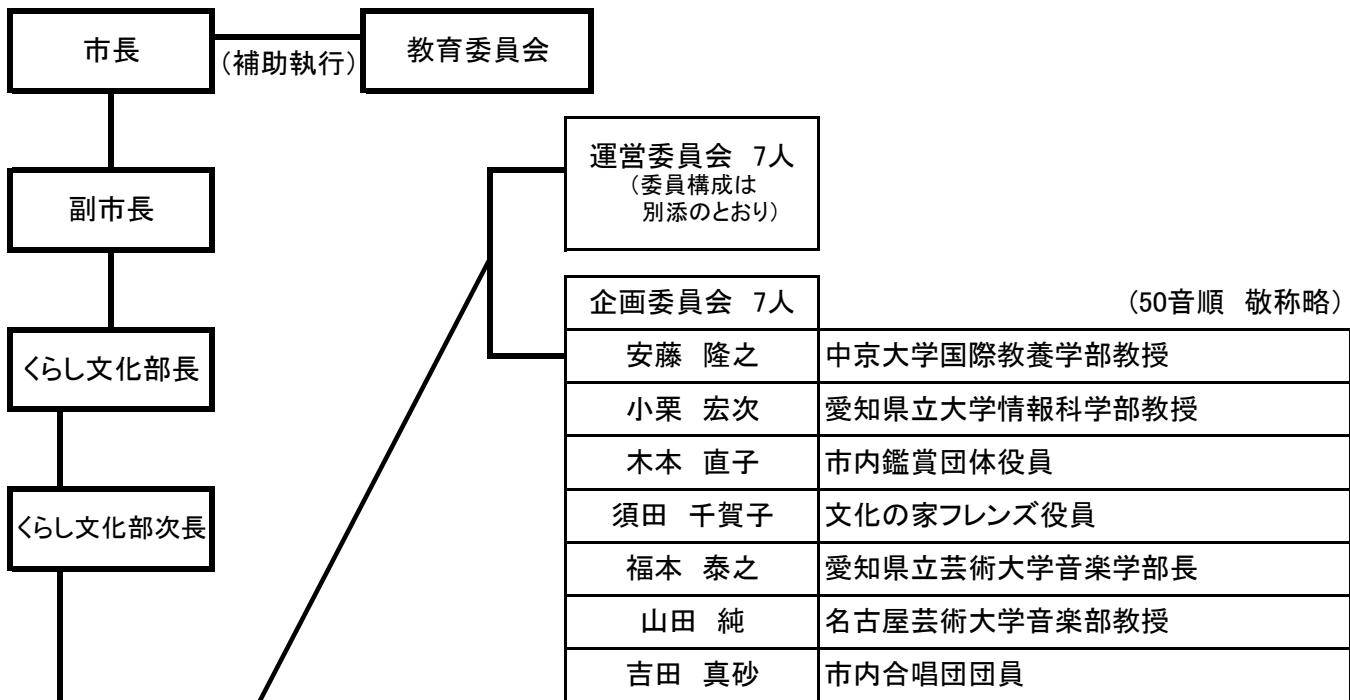 市長
(補助執行)
教育委員会
運営委員会 7人
(委員構成は
別添のとおり)
副市長
企画委員会 7人
(50音順 敬称略)
くらし文化部長
安藤 隆之 中京大学国際教養学部教授
小栗 宏次 愛知県立大学情報科学部教授
木本 直子 市内鑑賞団体役員
くらし文化部次長
須田 千賀子 文化の家フレンズ役員
福本 泰之 愛知県立芸術大学音楽学部長
山田 純 名古屋芸術大学音楽部教授
吉田 真砂 市内合唱団団員